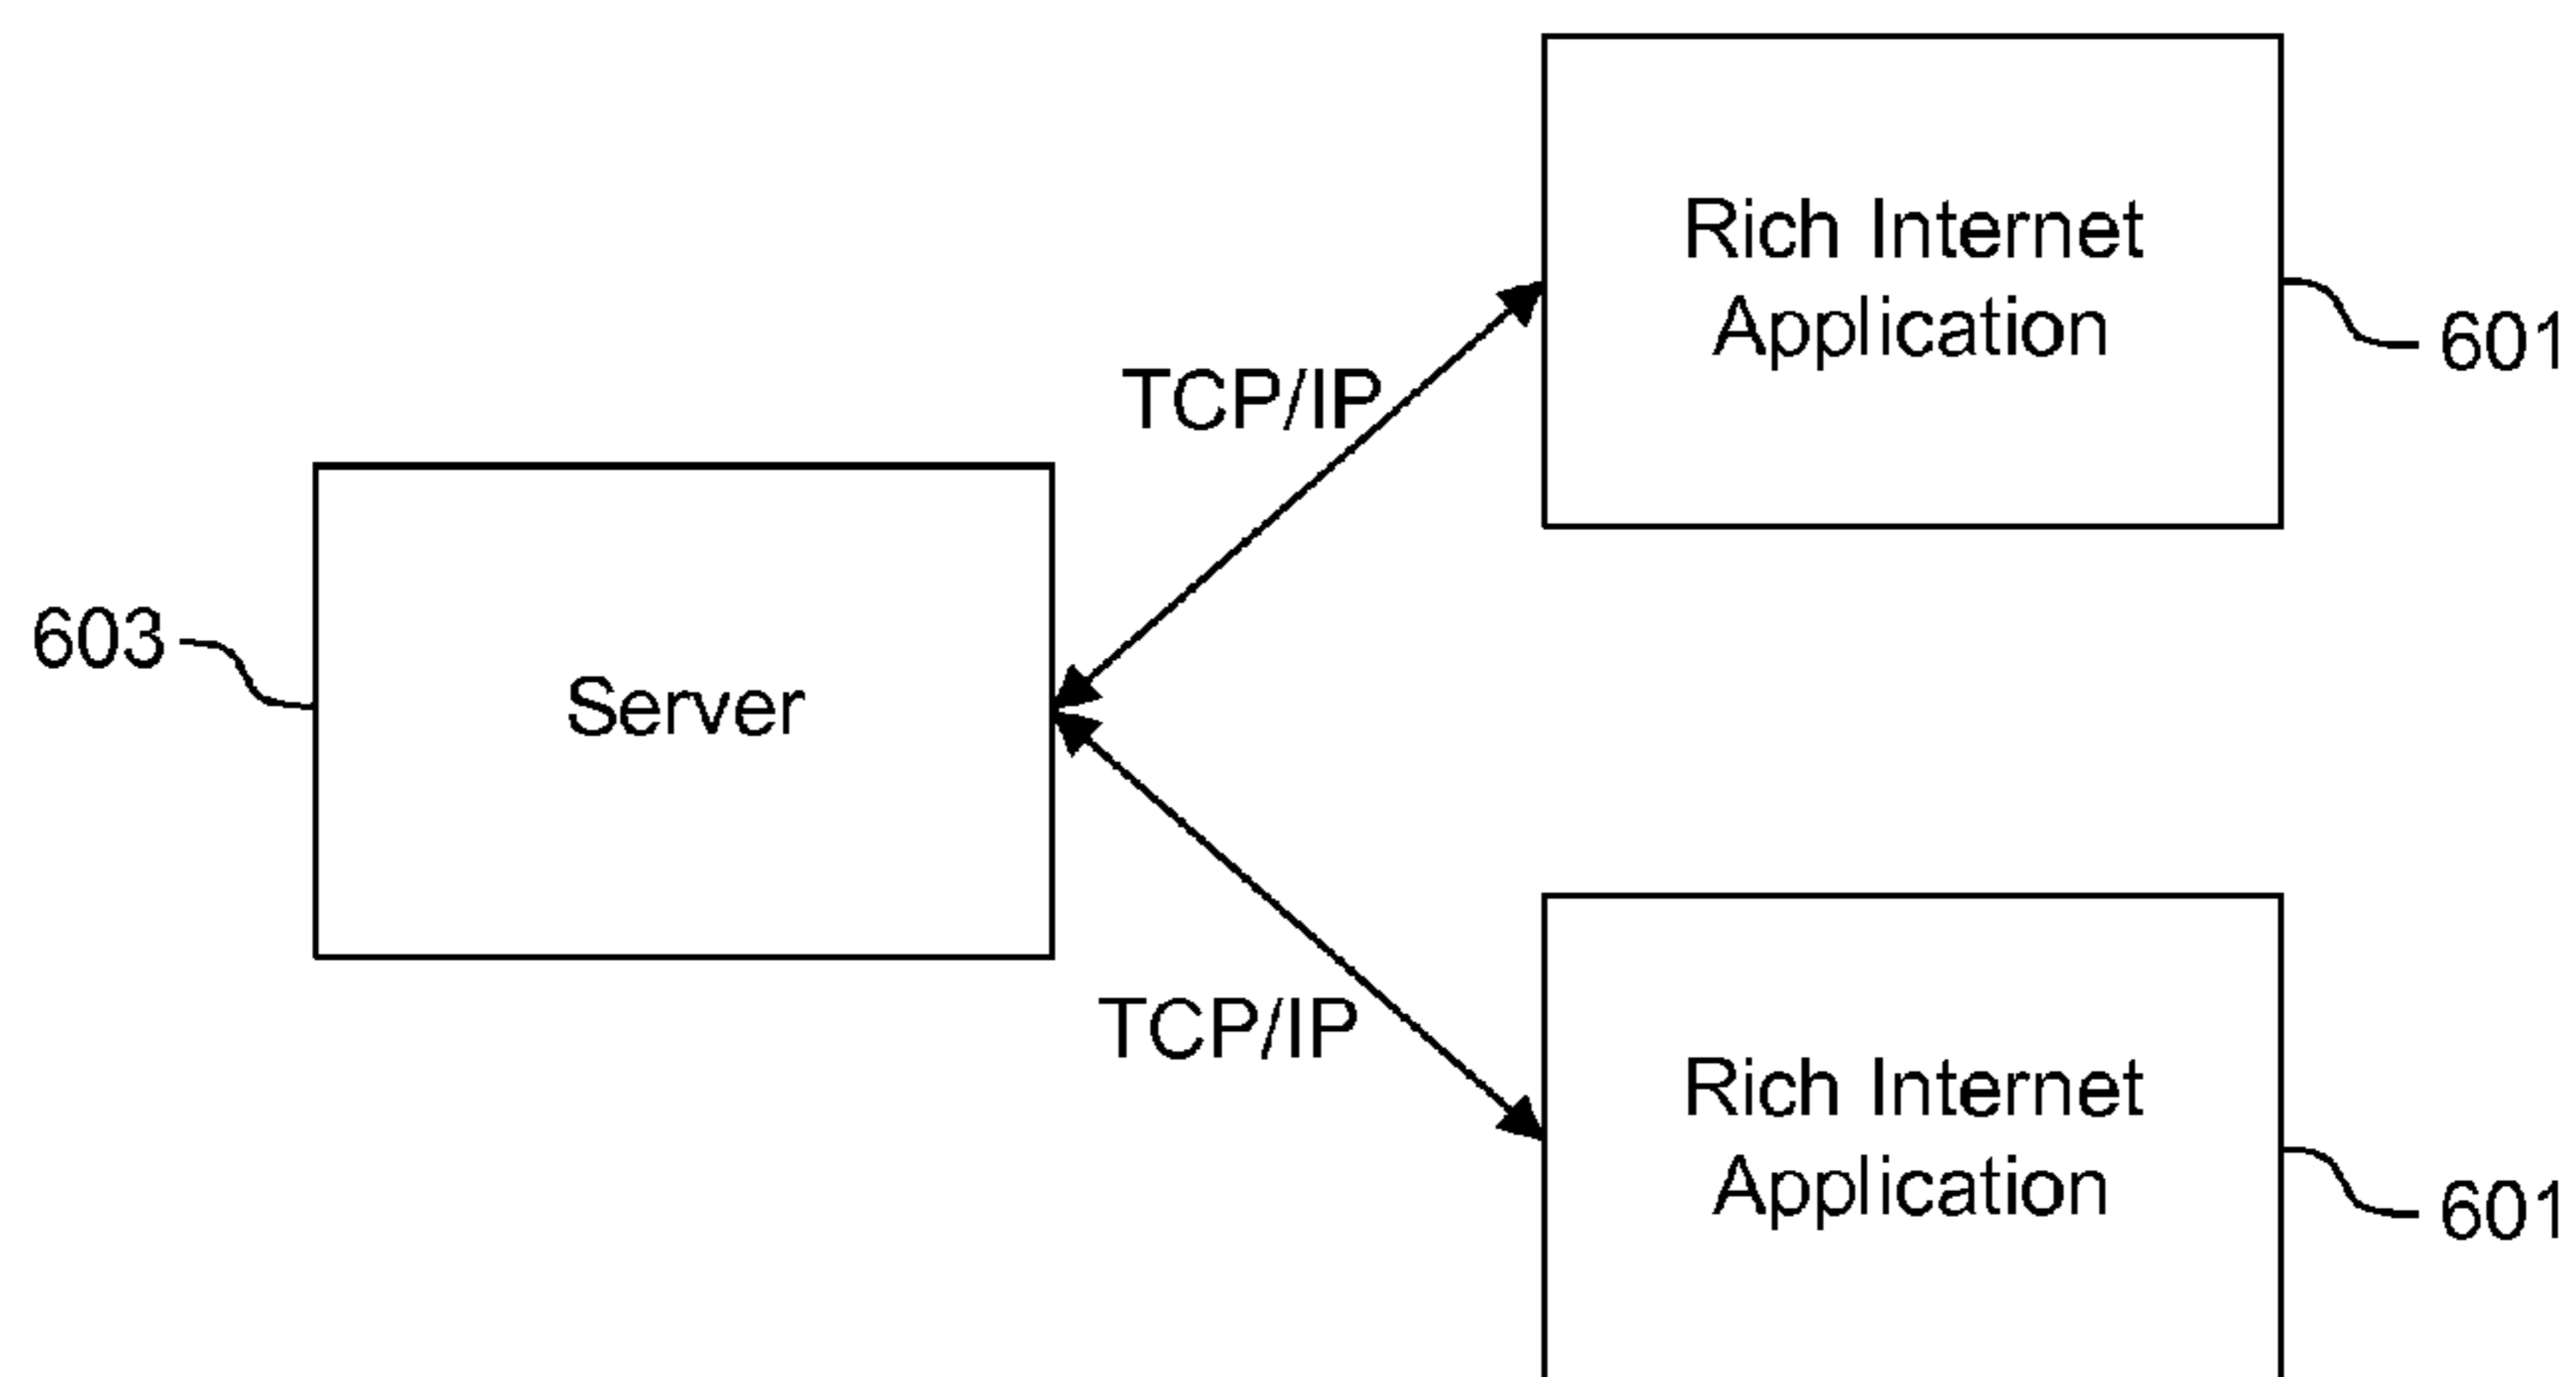 Rich Internet
Application
601
TCP/IP
603
Server
TCP/IP
Rich Internet
Application
601